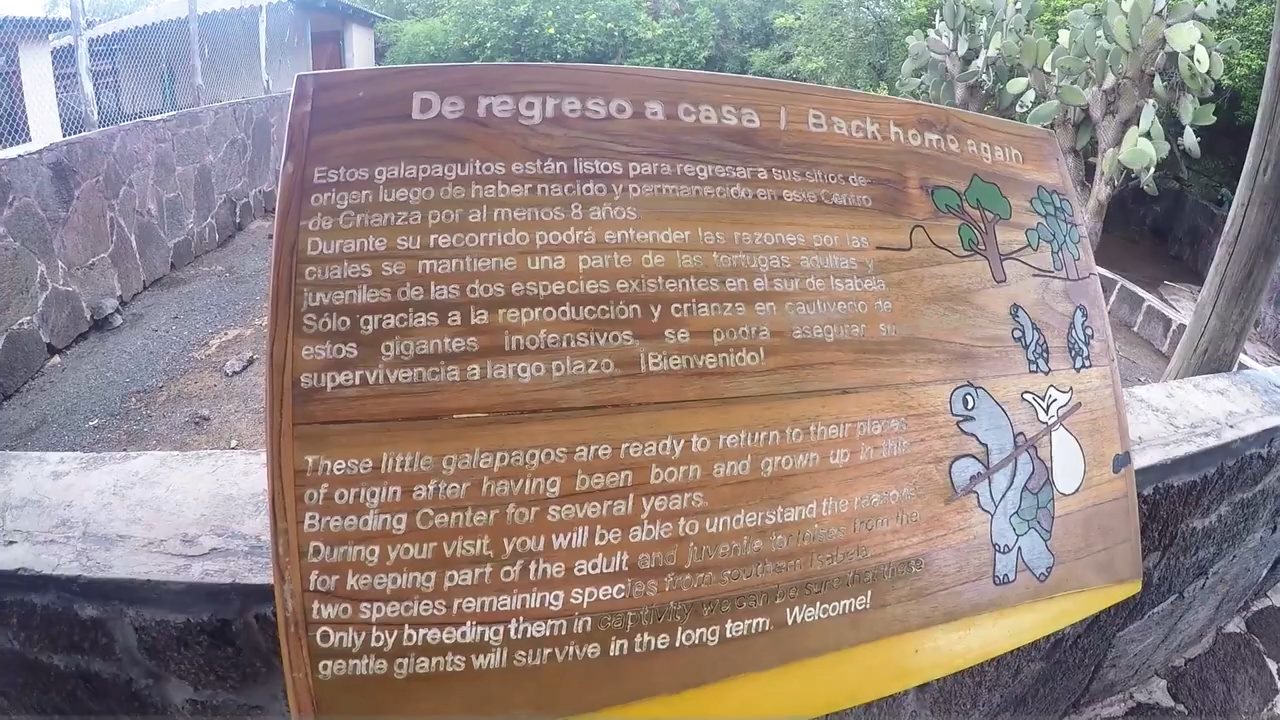 De regreso a casa | Back home Again
Estos galapaguitos están listos para regresar a sus sitios de
origen luego de haber nacido y permanecido en este Centro
de Crianza por al menos 8 años.
Durante su recorrido podrá entender las razones por las
cuales se mantiene una parte de las tortugas adultas y
juveniles de las dos especies existentes en el sur de Isabela.
Sólo gracias a la reproducción y crianza en cautiverio de
estos gigantes inofensivos, se podrá asegurar su
supervivencia a largo plazo. ¡Bienvenido!
These little galapagos are ready to return to their places
of origin after having been born and grown up in this
Breeding Center for several years.
During your visit, you will be able to understand the reasons
for keeping part of the adult and juvenile tortoises from the
two species remaining species from southern Isabela.
Only by breeding them in captivity we can be sure that those
gentle giants will survive in the long term. Welcome!